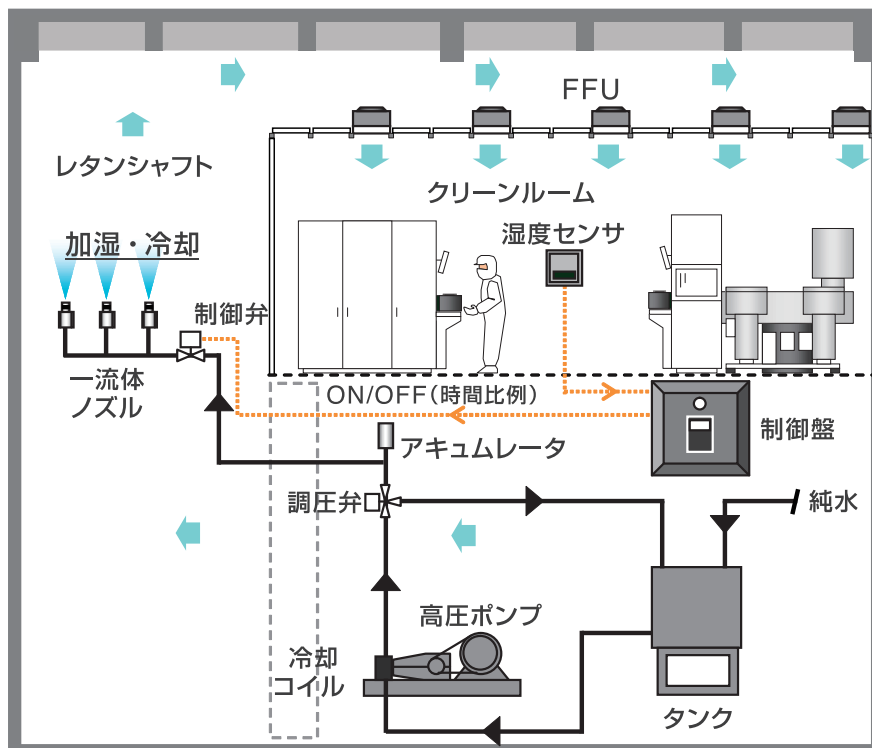 FFU
レタンシャフト
クリーンルーム
加湿・冷却
湿度センサ
制御弁
一流体
ノズル
ON/OFF(時間比例)
制御盤
アキュムレータ
調圧弁
純水
高圧ポンプ
冷却
コイル
タンク